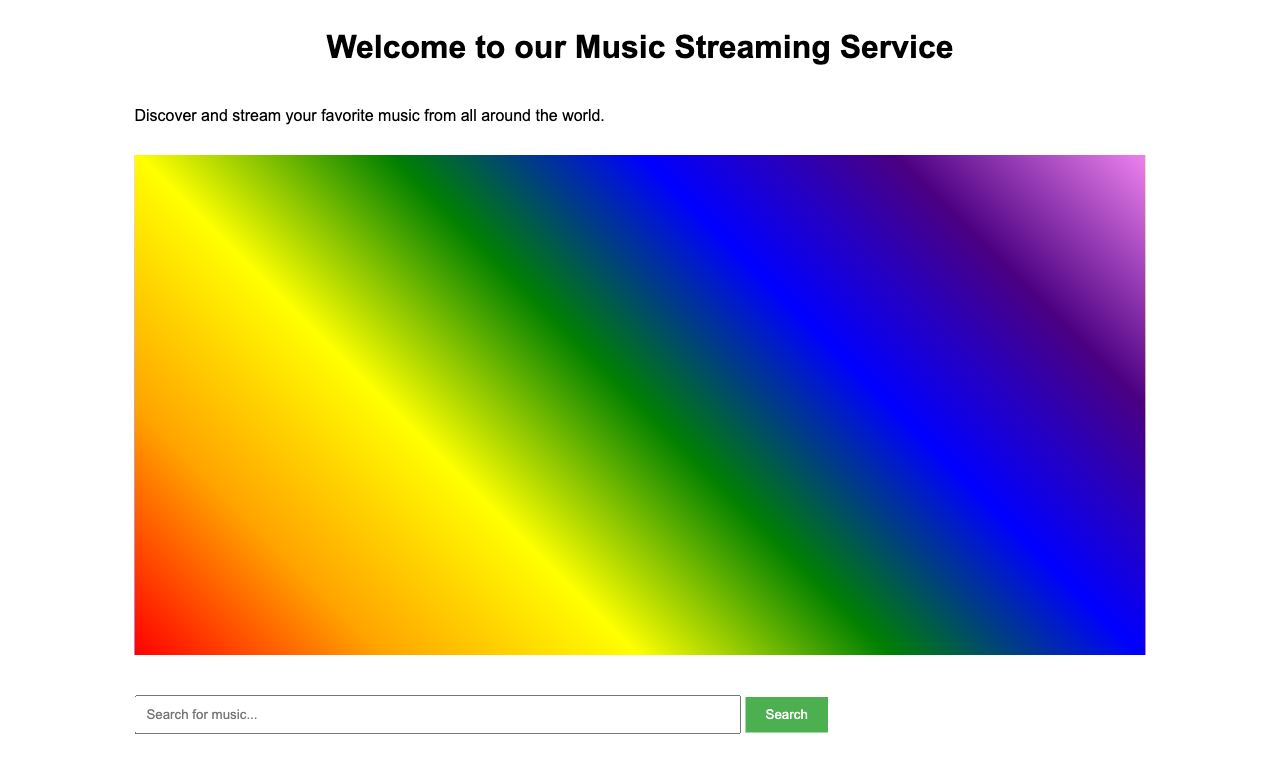 Welcome to our Music Streaming Service
Discover and stream your favorite music from all around the world.
Search for music...
Search